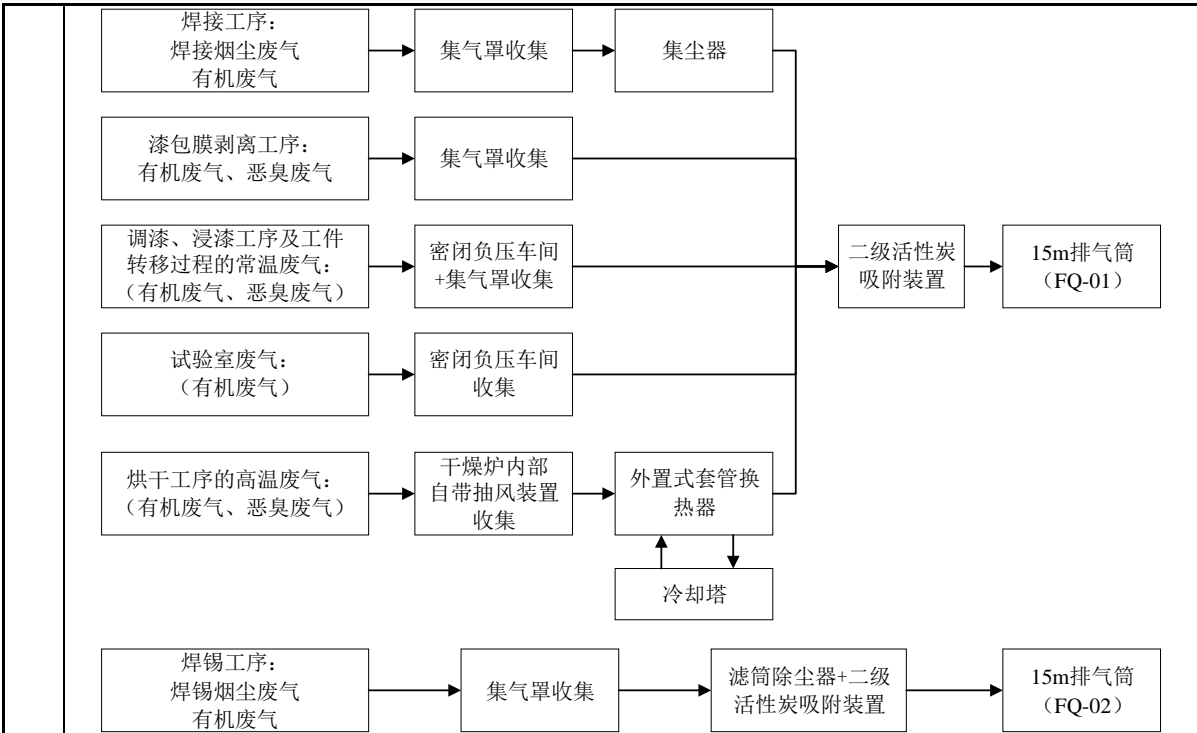 焊接工序：
焊接烟尘废气
有机废气
集气罩收集
集尘器
漆包膜剥离工序：
有机废气、恶臭废气
集气罩收集
调漆、浸漆工序及工件
转移过程的常温废气：
（有机废气、恶臭废气）
密闭负压车间
+集气罩收集
二级活性炭
吸附装置
15m排气筒
（FQ-01）
试验室废气：
（有机废气）
密闭负压车间
收集
烘干工序的高温废气：
（有机废气、恶臭废气）
干燥炉内部
自带抽风装置
收集
外置式套管换
热器
冷却塔
焊锡工序：
焊锡烟尘废气
有机废气
集气罩收集
滤筒除尘器+二级
活性炭吸附装置
15m排气筒
（FQ-02）